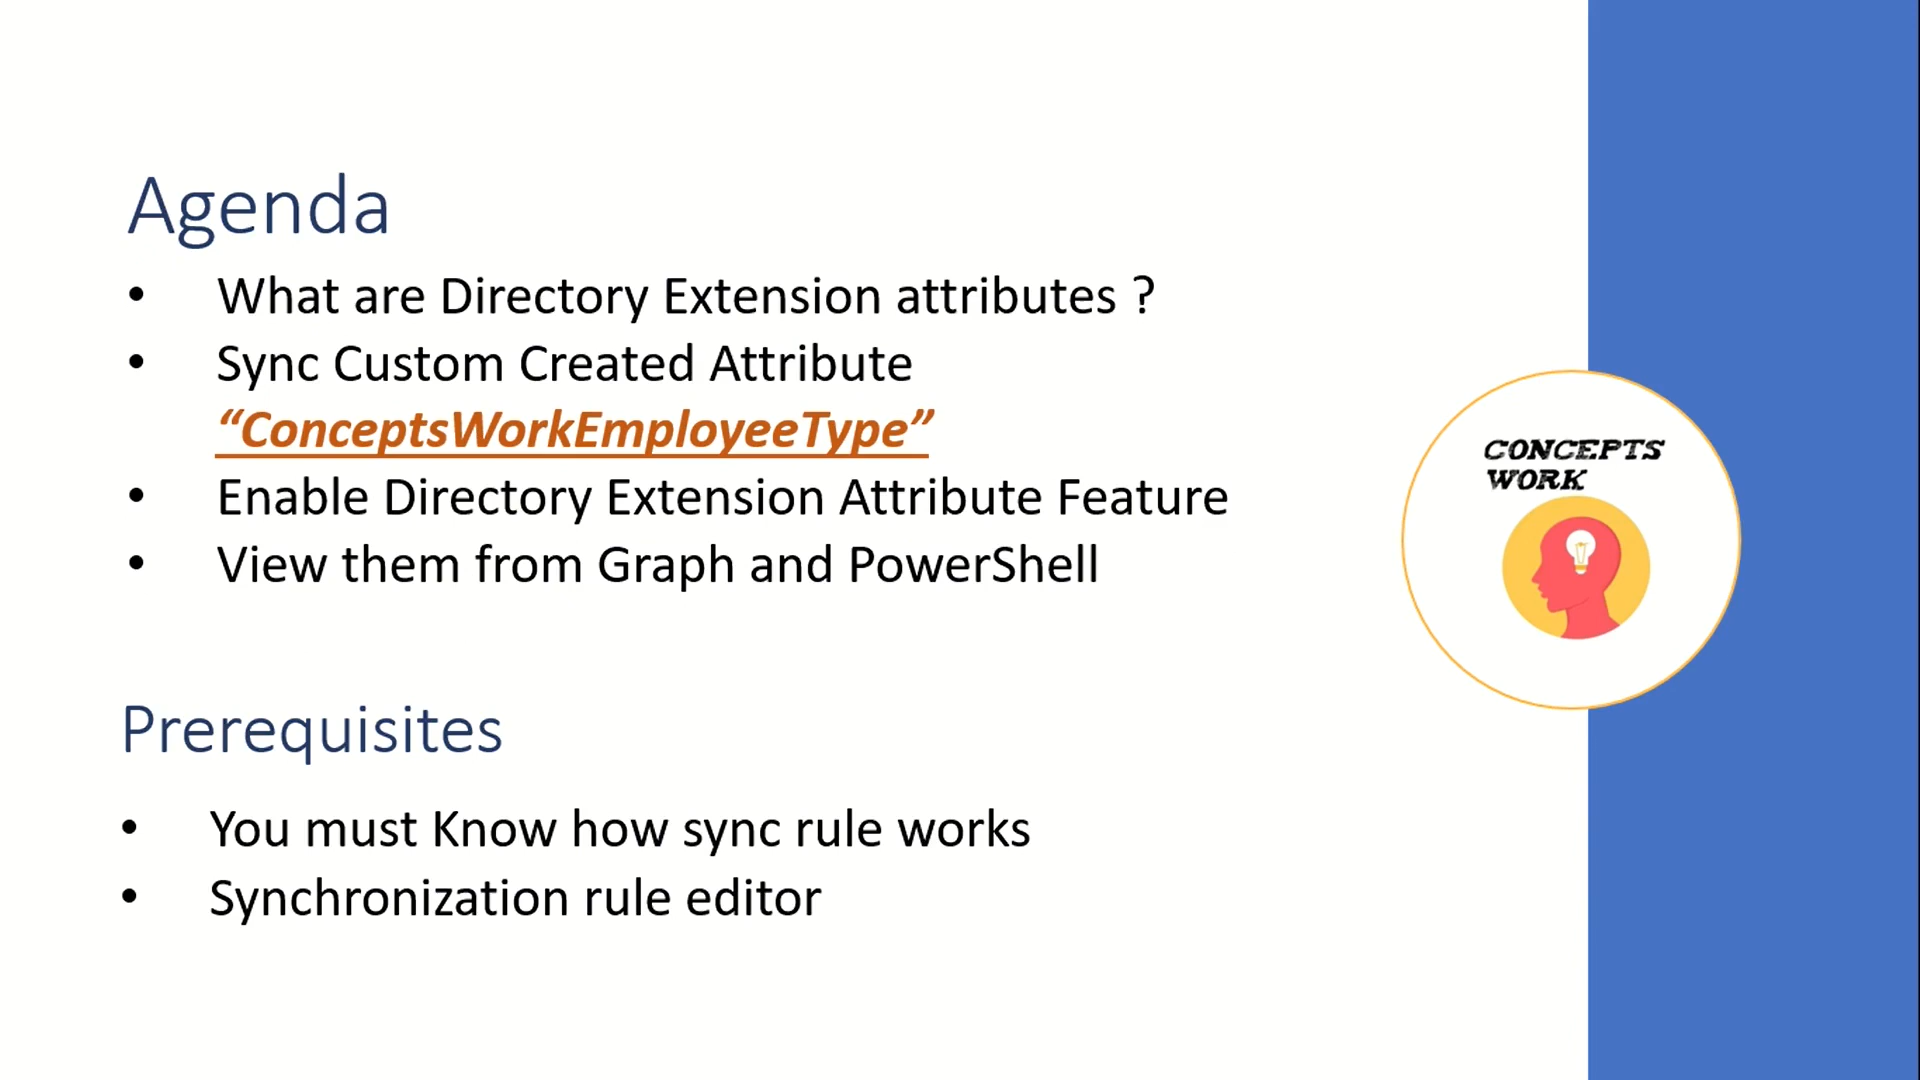 Agenda
• What are Directory Extension attributes ?
• Sync Custom Created Attribute
“ConceptsWorkEmployeeType”
• Enable Directory Extension Attribute Feature
• View them from Graph and PowerShell
CONCEPTS
WORK
Prerequisites
• You must Know how sync rule works
• Synchronization rule editor